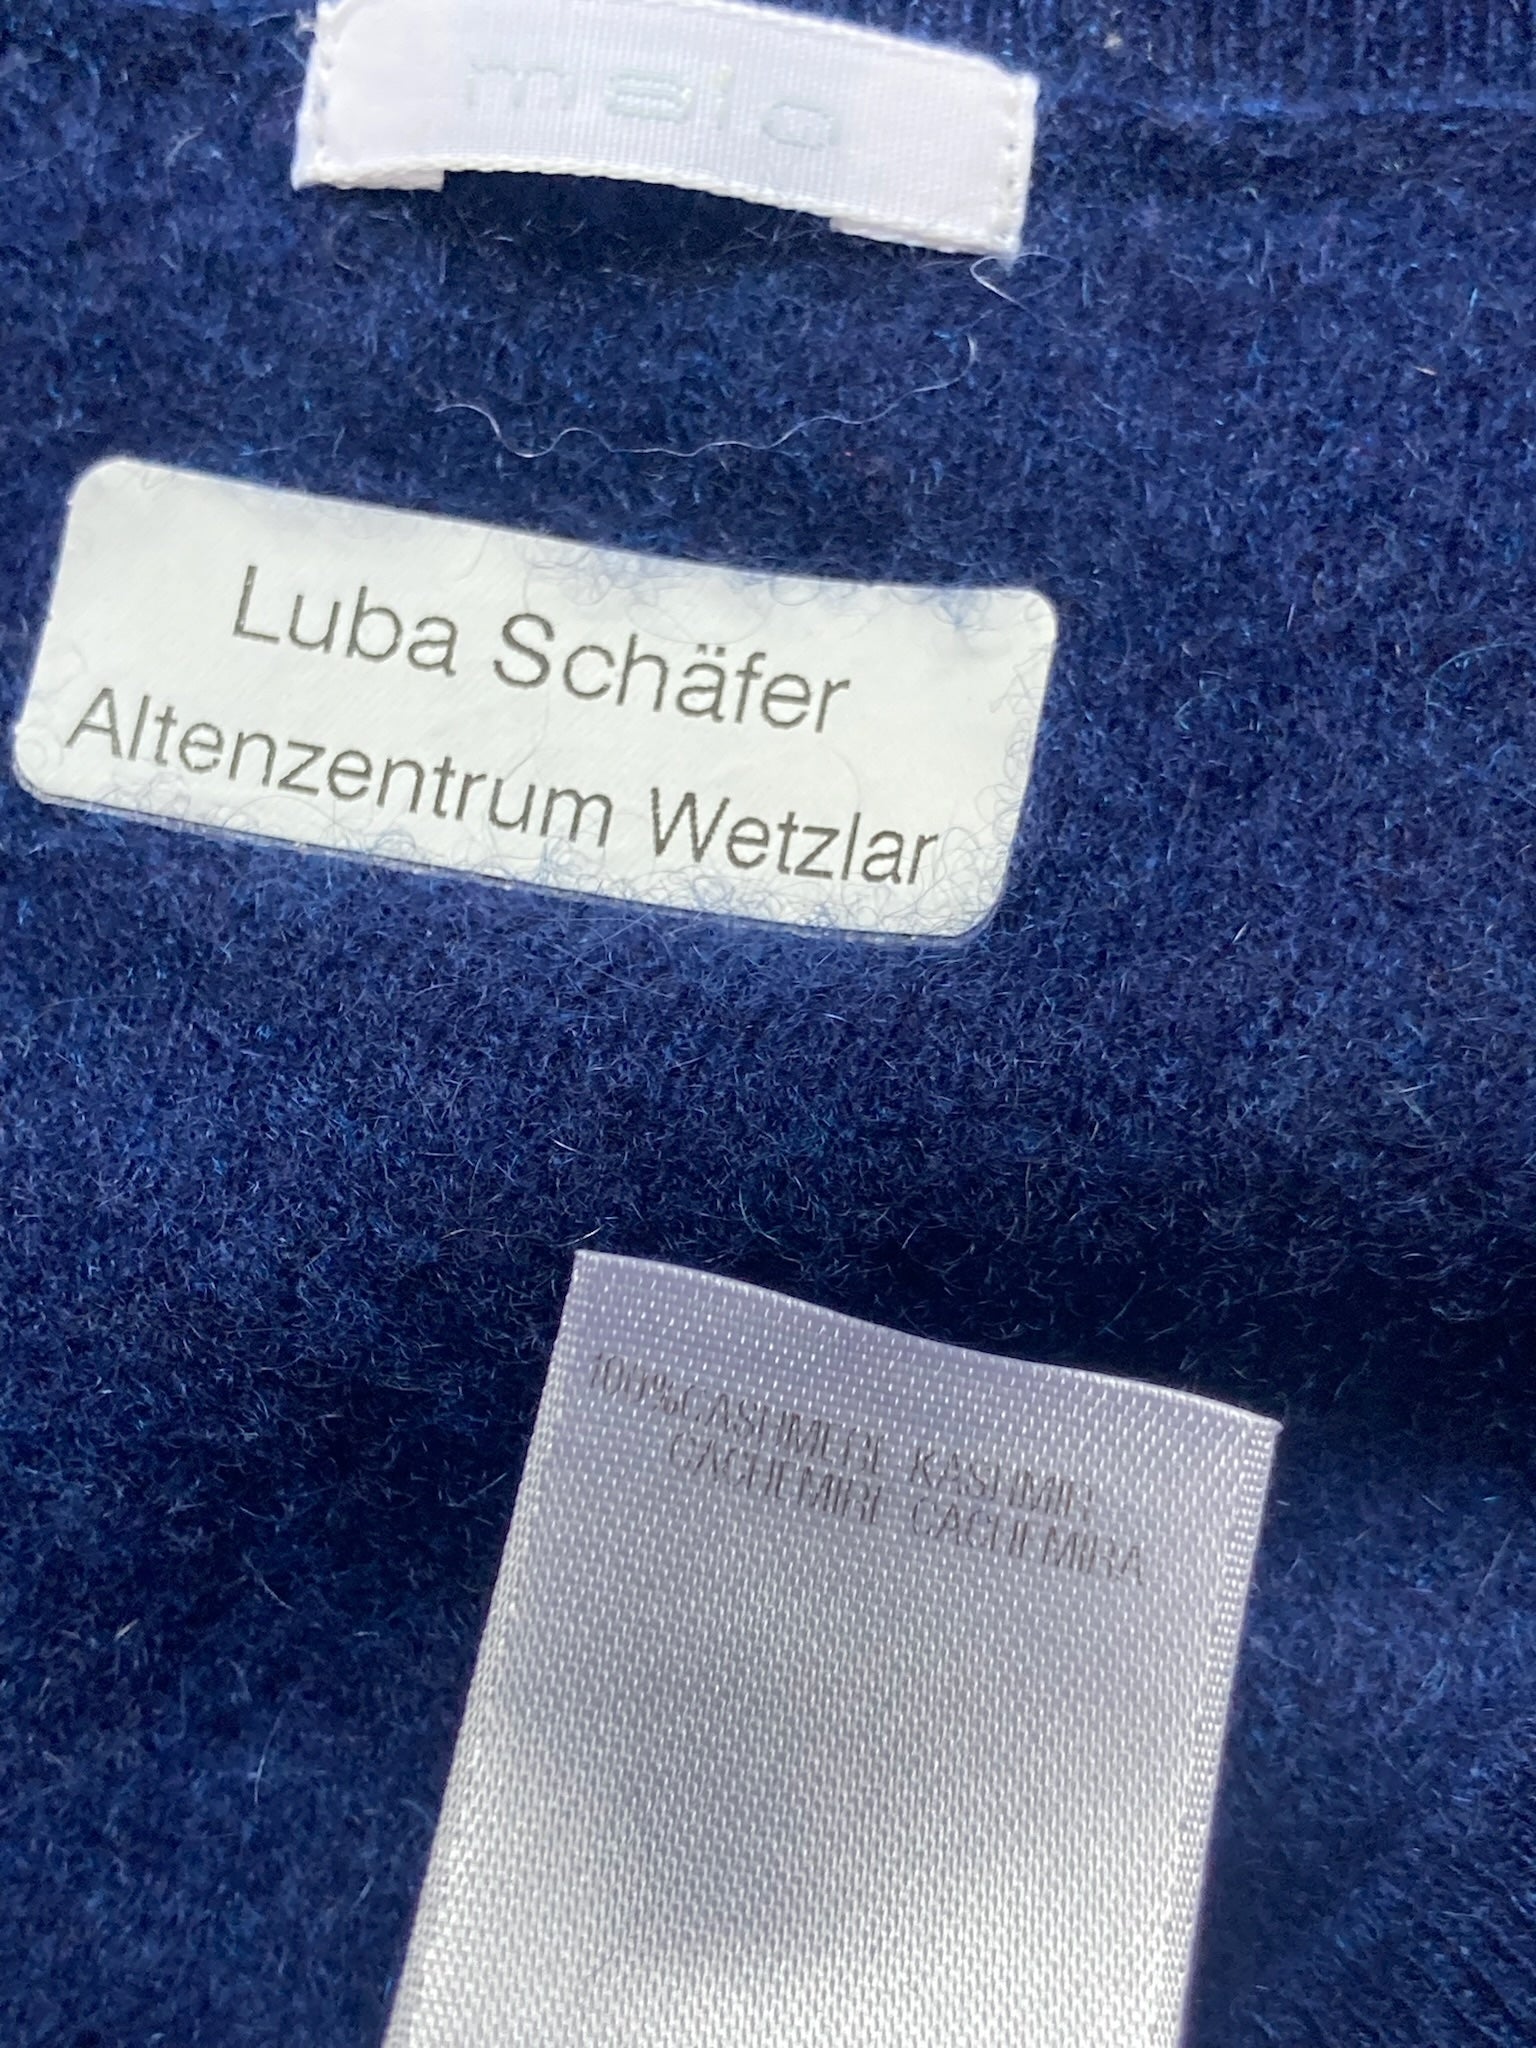 maia
Luba Schäfer
Altenzentrum Wetzlar
100%CASHMERE KASHMIR
CACHEMIRE CACHEMIRA